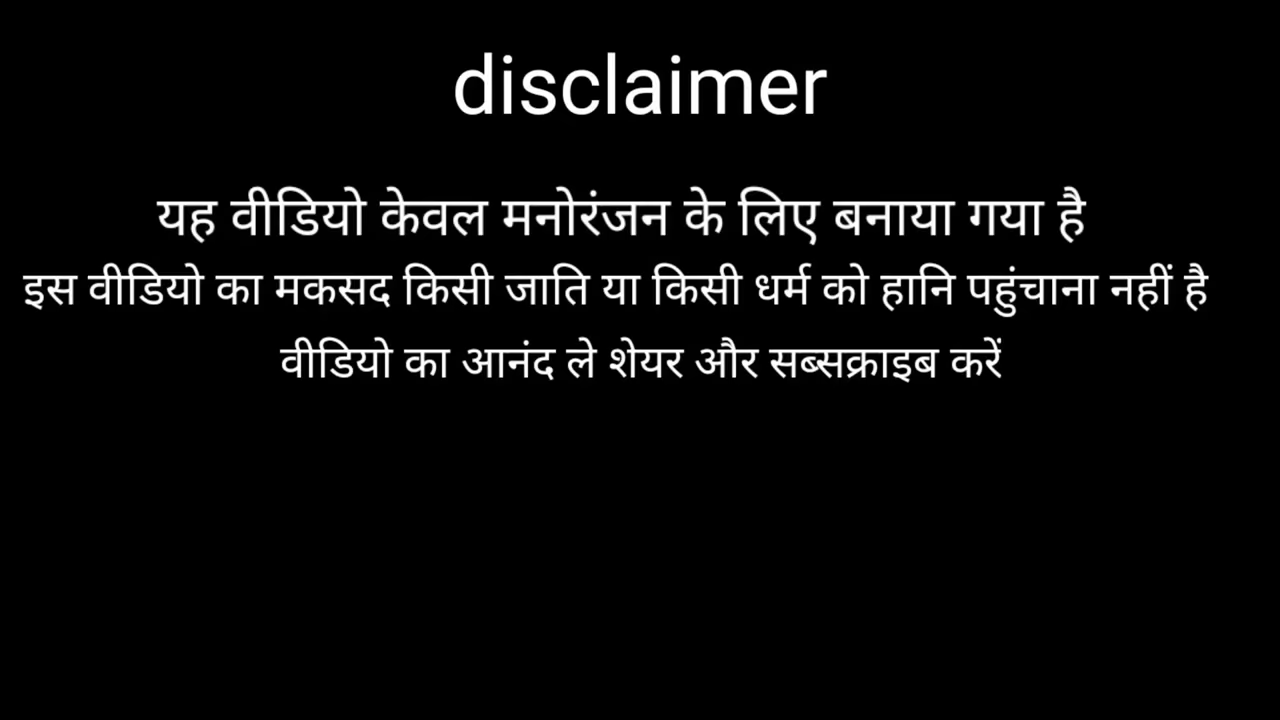 disclaimer
यह वीडियो केवल मनोरंजन के लिए बनाया गया है
इस वीडियो का मकसद किसी जाति या किसी धर्म को हानि पहुंचाना नहीं है
वीडियो का आनंद ले शेयर और सब्सक्राइब करें